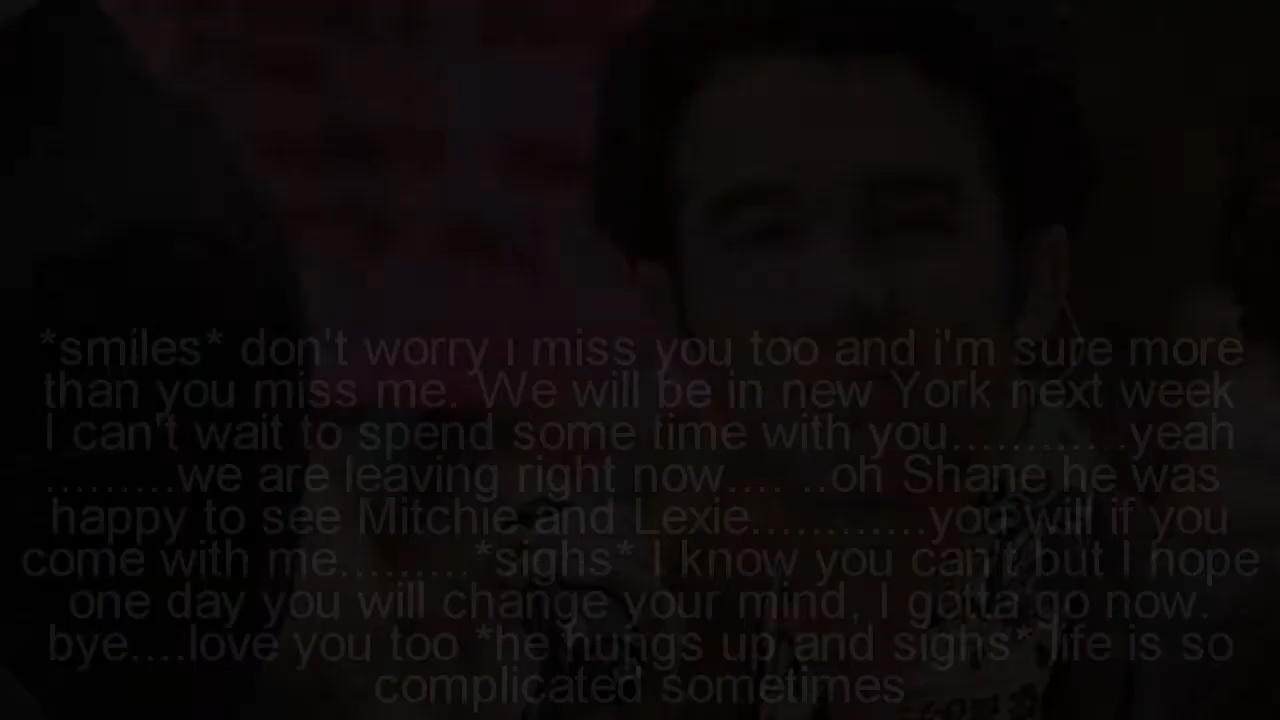 *smiles* don't worry i miss you too and i'm sure more
than you miss me. We will be in new York next week
I can't wait to spend some time with you........... .yeah
.........we are leaving right now.... ..oh Shane he was
happy to see Mitchie and Lexie............you will if you
come with me......... *sighs* I know you can't but I hope
one day you will change your mind, I gotta go now.
bye....love you too *he hungs up and sighs* life is so
complicated sometimes